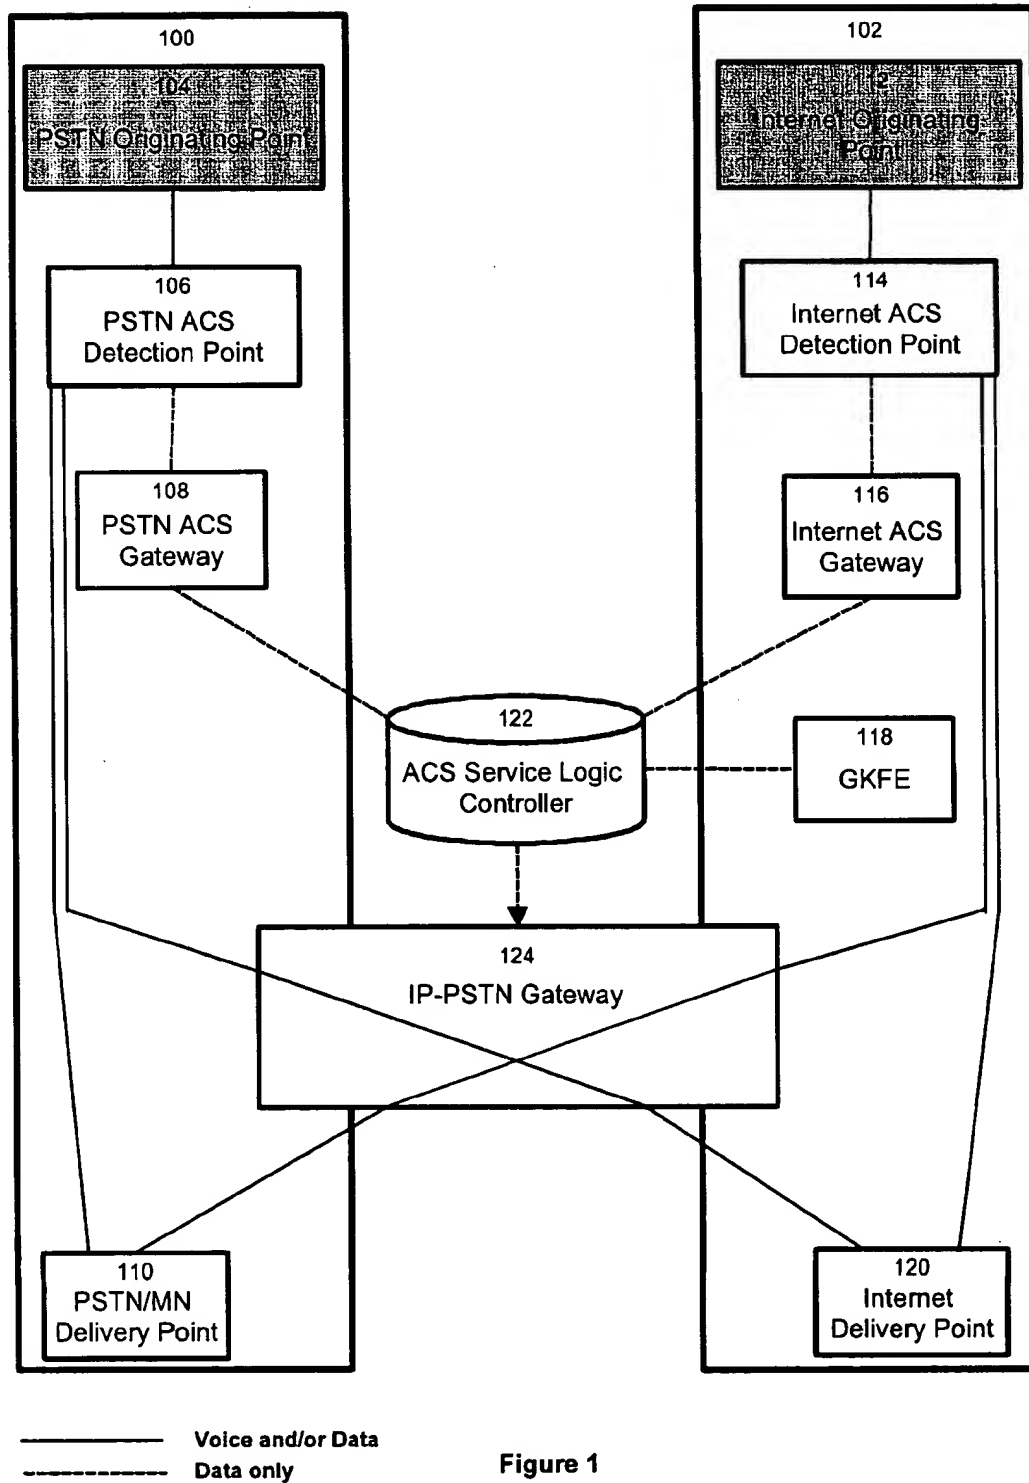 100
104
PSTN Originating Point
106
PSTN ACS
Detection Point
108
PSTN ACS
Gateway
102
Internet Originating
Point
114
Internet ACS
Detection Point
116
Internet ACS
Gateway
122
ACS Service Logic
Controller
118
GKFE
124
IP-PSTN Gateway
110
PSTN/MN
Delivery Point
120
Internet
Delivery Point
Voice and/or Data
Data only
Figure 1